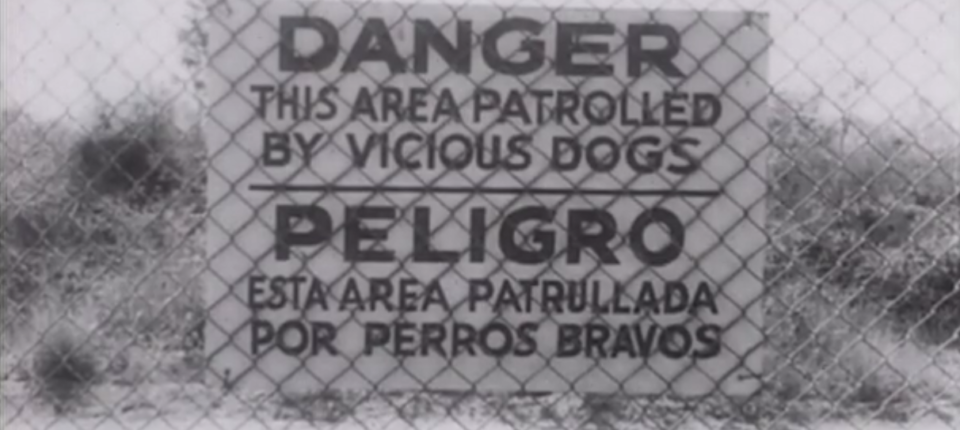 DANGER
THIS AREA PATROLLED
BY VICIOUS DOGS
PELIGRO
ESTA AREA PATRULLADA
POR PERROS BRAVOS